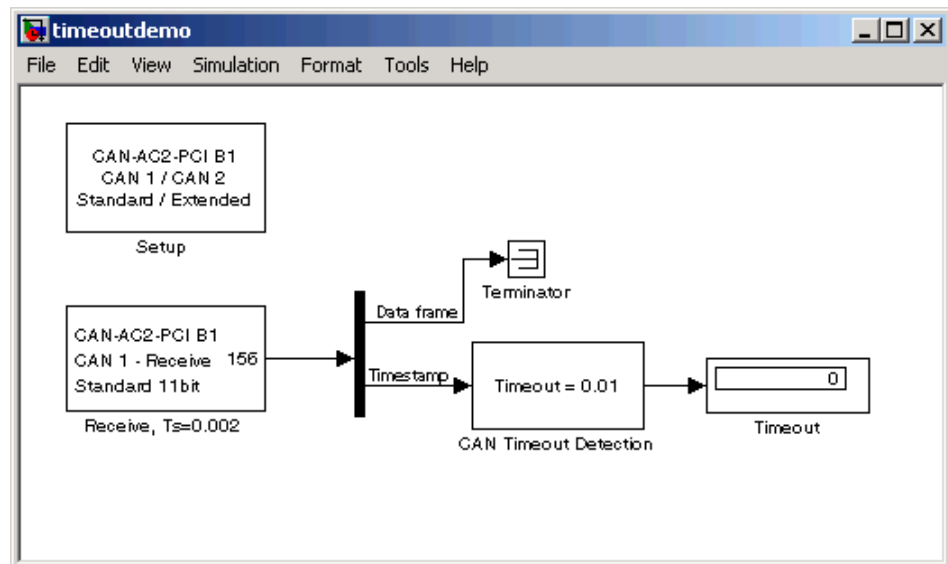 timeoutdemo
File Edit View Simulation Format Tools Help
CAN-AC2-PCI B1
CAN 1 / CAN 2
Standard / Extended
Setup
Terminator
Data frame
CAN-AC2-PCI B1
CAN 1 - Receive 156
Standard 11bit
Receive, Ts=0.002
Timestamp
Timeout = 0.01
CAN Timeout Detection
0
Timeout